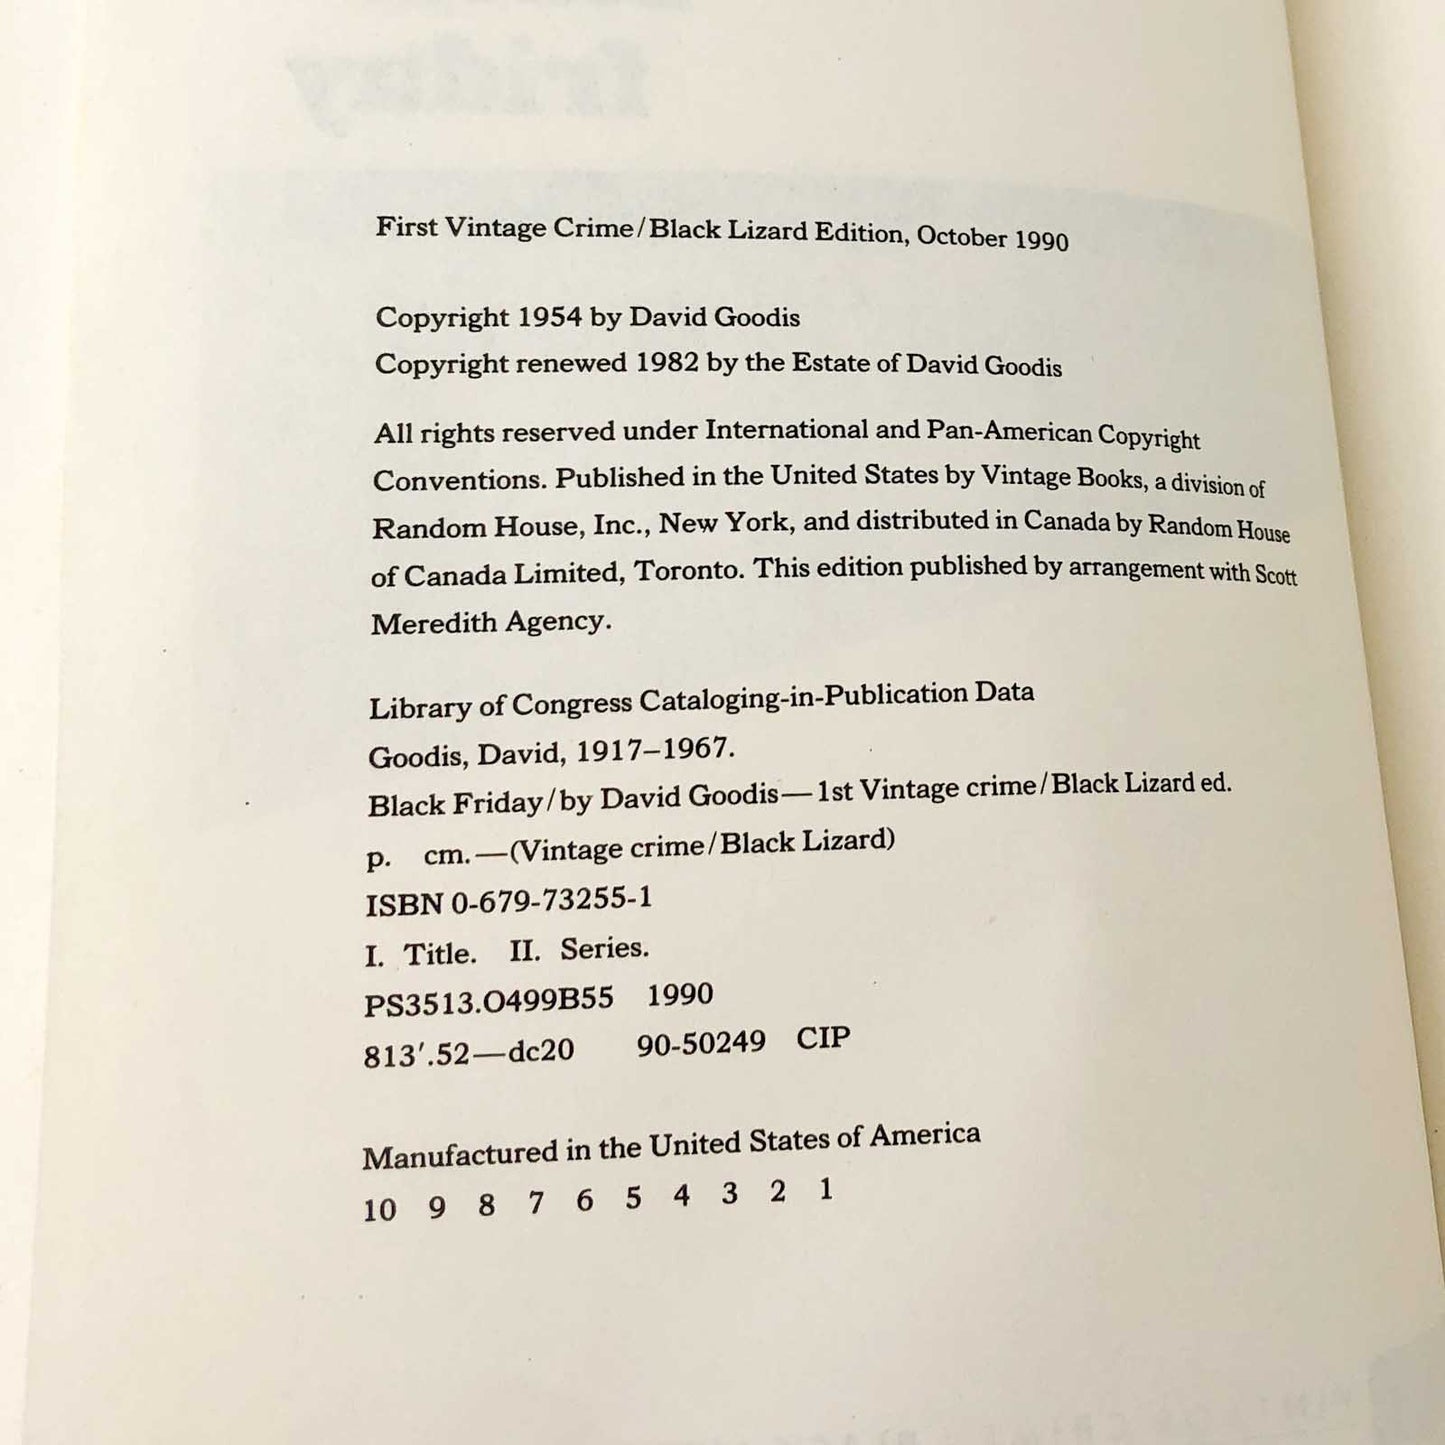 First Vintage Crime/Black Lizard Edition, October 1990
Copyright 1954 by David Goodis
Copyright renewed 1982 by the Estate of David Goodis
All rights reserved under International and Pan-American Copyright
Conventions. Published in the United States by Vintage Books, a division of
Random House, Inc., New York, and distributed in Canada by Random House
of Canada Limited, Toronto. This edition published by arrangement with Scott
Meredith Agency.
Library of Congress Cataloging-in-Publication Data
Goodis, David, 1917–1967.
Black Friday/by David Goodis—1st Vintage crime/Black Lizard ed.
p. cm.—(Vintage crime/Black Lizard)
ISBN 0-679-73255-1
I. Title. II. Series.
PS3513.O499B55 1990
813′.52—dc20 90-50249 CIP
Manufactured in the United States of America
10 9 8 7 6 5 4 3 2 1